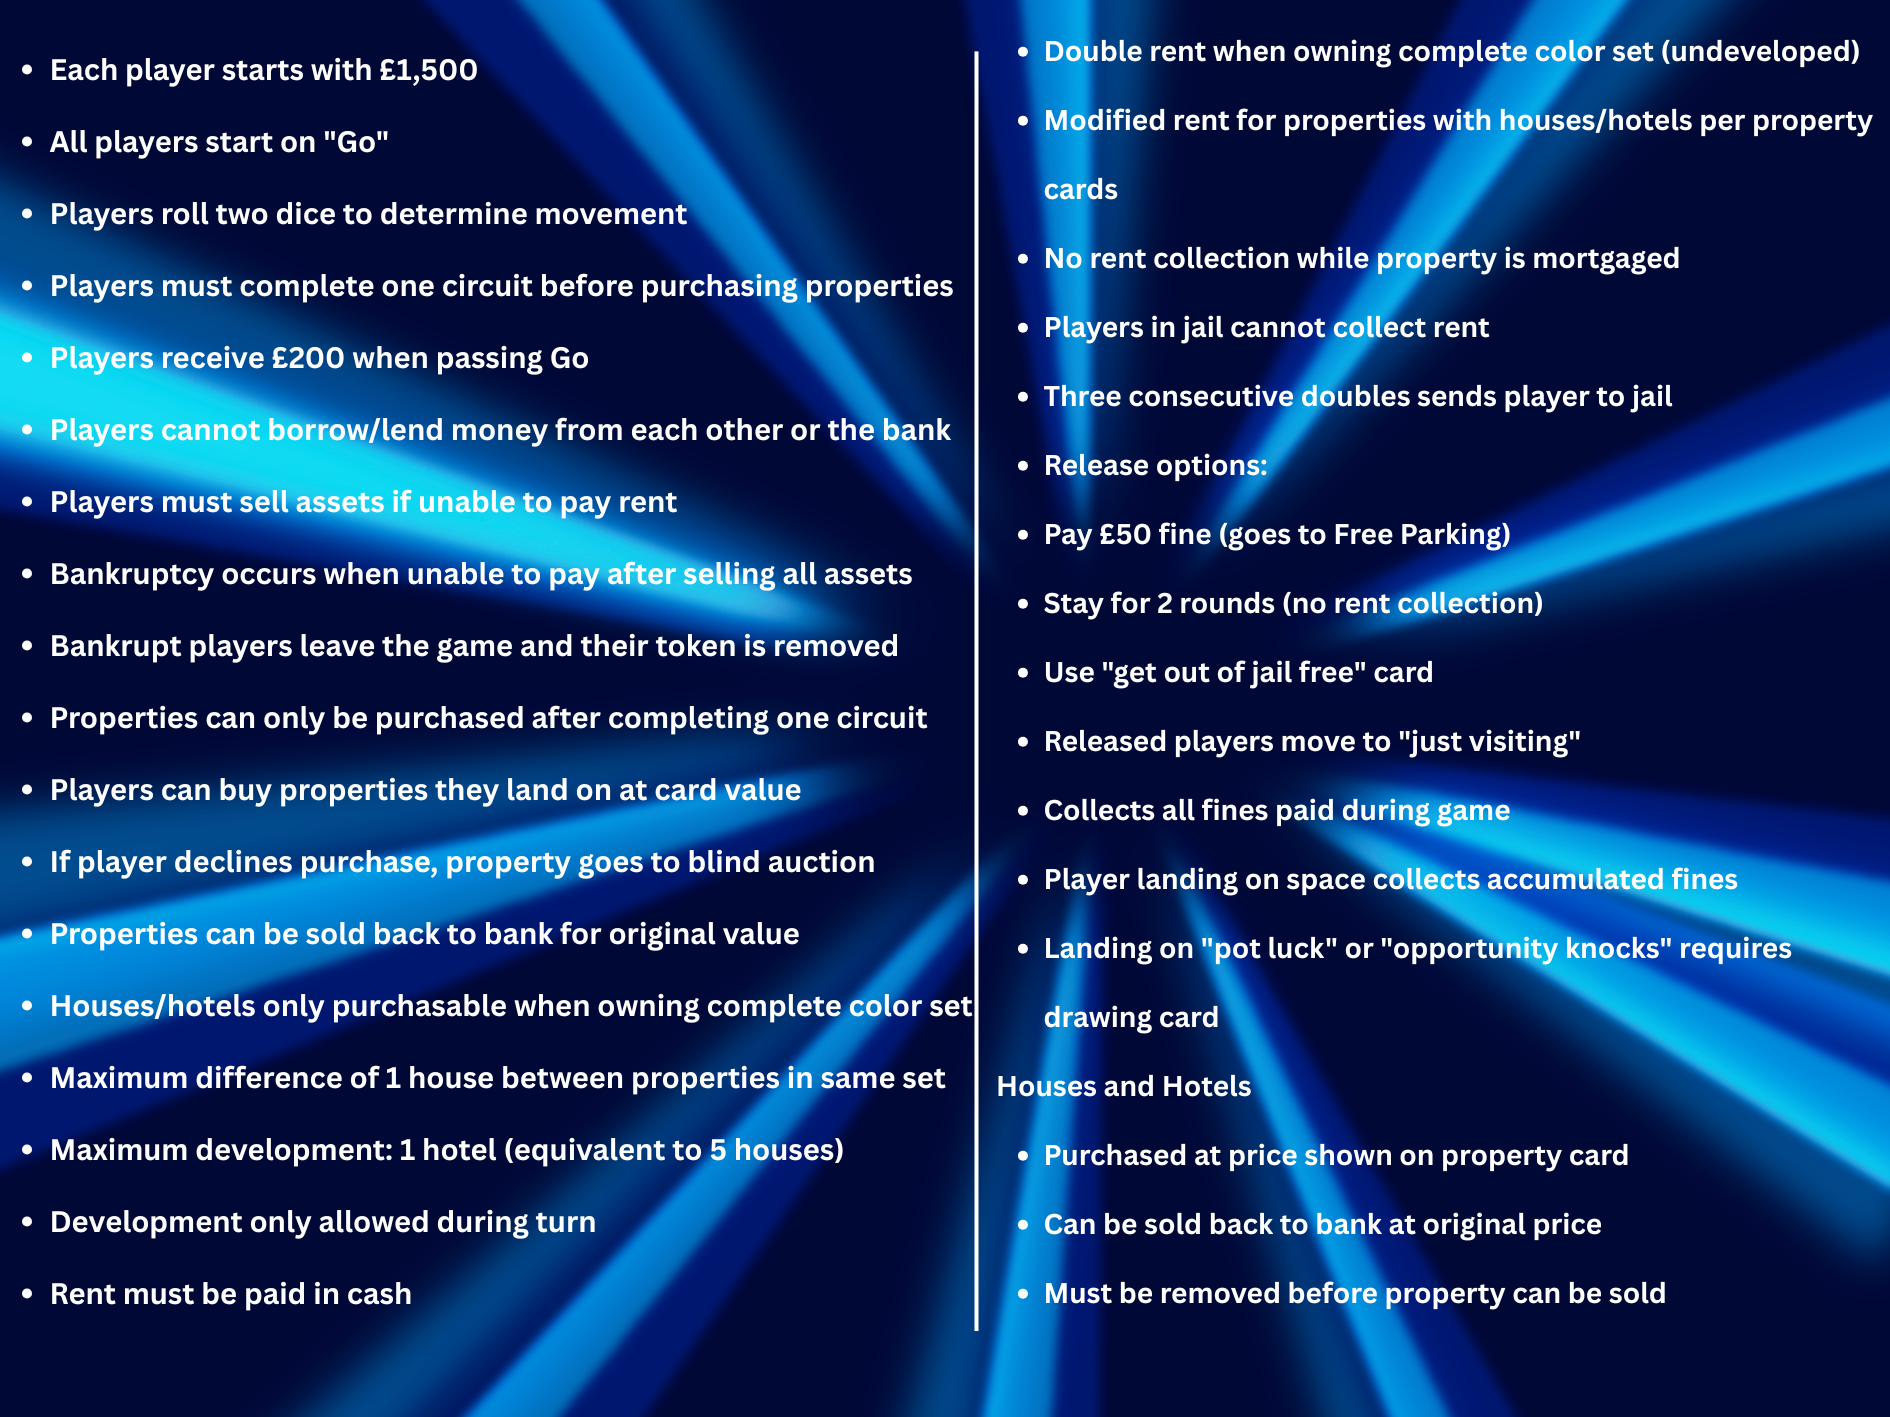 • Each player starts with £1,500
• All players start on "Go"
• Players roll two dice to determine movement
• Players must complete one circuit before purchasing properties
• Players receive £200 when passing Go
• Players cannot borrow/lend money from each other or the bank
• Players must sell assets if unable to pay rent
• Bankruptcy occurs when unable to pay after selling all assets
• Bankrupt players leave the game and their token is removed
• Properties can only be purchased after completing one circuit
• Players can buy properties they land on at card value
• If player declines purchase, property goes to blind auction
• Properties can be sold back to bank for original value
• Houses/hotels only purchasable when owning complete color set
• Maximum difference of 1 house between properties in same set
• Maximum development: 1 hotel (equivalent to 5 houses)
• Development only allowed during turn
• Rent must be paid in cash
• Double rent when owning complete color set (undeveloped)
• Modified rent for properties with houses/hotels per property
cards
• No rent collection while property is mortgaged
• Players in jail cannot collect rent
• Three consecutive doubles sends player to jail
• Release options:
• Pay £50 fine (goes to Free Parking)
• Stay for 2 rounds (no rent collection)
• Use "get out of jail free" card
• Released players move to "just visiting"
• Collects all fines paid during game
• Player landing on space collects accumulated fines
• Landing on "pot luck" or "opportunity knocks" requires
drawing card
Houses and Hotels
• Purchased at price shown on property card
• Can be sold back to bank at original price
• Must be removed before property can be sold